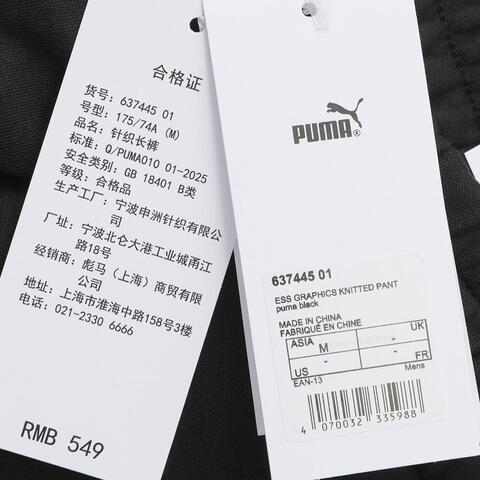 合格证
货号: 637445 01
号型: 175/74A (M)
品名: 针织长裤
标准: Q/PUMA010 01-2025
安全类别: GB 18401 B类
等级: 合格品
生产工厂: 宁波申洲针织有限公
司
厂址: 宁波北仑大港工业城甬江
路18号
经销商: 彪马(上海)商贸有限
公司
地址: 上海市淮海中路158号3楼
电话: 021-2330 6666
RMB 549
PUMA®
637445 01
ESS GRAPHICS KNITTED PANT
puma black
MADE IN CHINA
FABRIQUÉ EN CHINE
ASIA M - UK
US - - FR
EAN-13 Mens
4 070032 335988